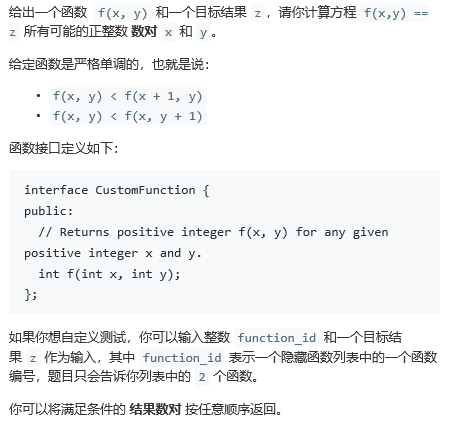 给出一个函数 f(x, y) 和一个目标结果 z ，请你计算方程 f(x,y) ==
z 所有可能的正整数 数对 x 和 y 。
给定函数是严格单调的，也就是说：
• f(x, y) < f(x + 1, y)
• f(x, y) < f(x, y + 1)
函数接口定义如下：
interface CustomFunction {
public:
// Returns positive integer f(x, y) for any given
positive integer x and y.
int f(int x, int y);
};
如果你想自定义测试，你可以输入整数 function_id 和一个目标结
果 z 作为输入，其中 function_id 表示一个隐藏函数列表中的一个函数
编号，题目只会告诉你列表中的 2 个函数。
你可以将满足条件的 结果数对 按任意顺序返回。